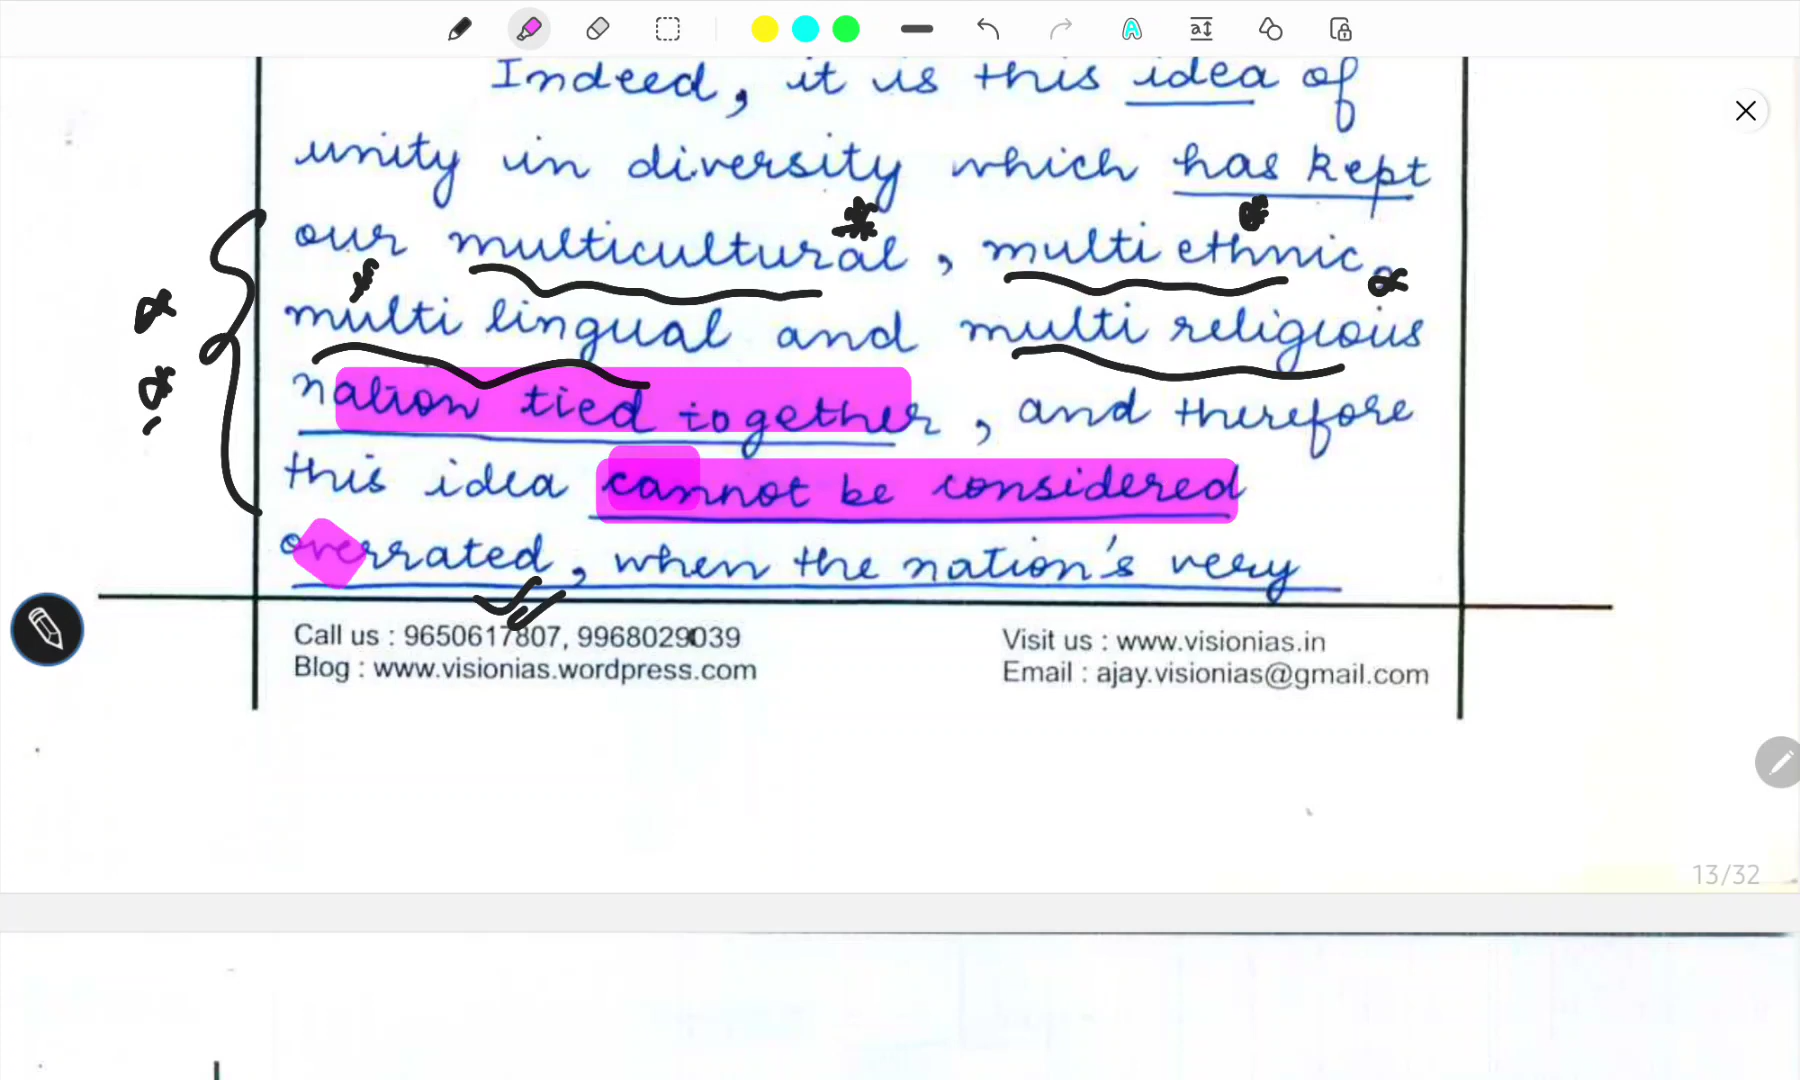 Indeed, it is this idea of
unity in diversity which has kept
our multicultural, multi ethnic,
multi lingual and multi religious
nation tied together, and therefore
this idea cannot be considered
overrated, when the nation's very
Call us : 9650617807, 9968029039
Blog : www.visionias.wordpress.com
Visit us : www.visionias.in
Email : ajay.visionias@gmail.com
13/32